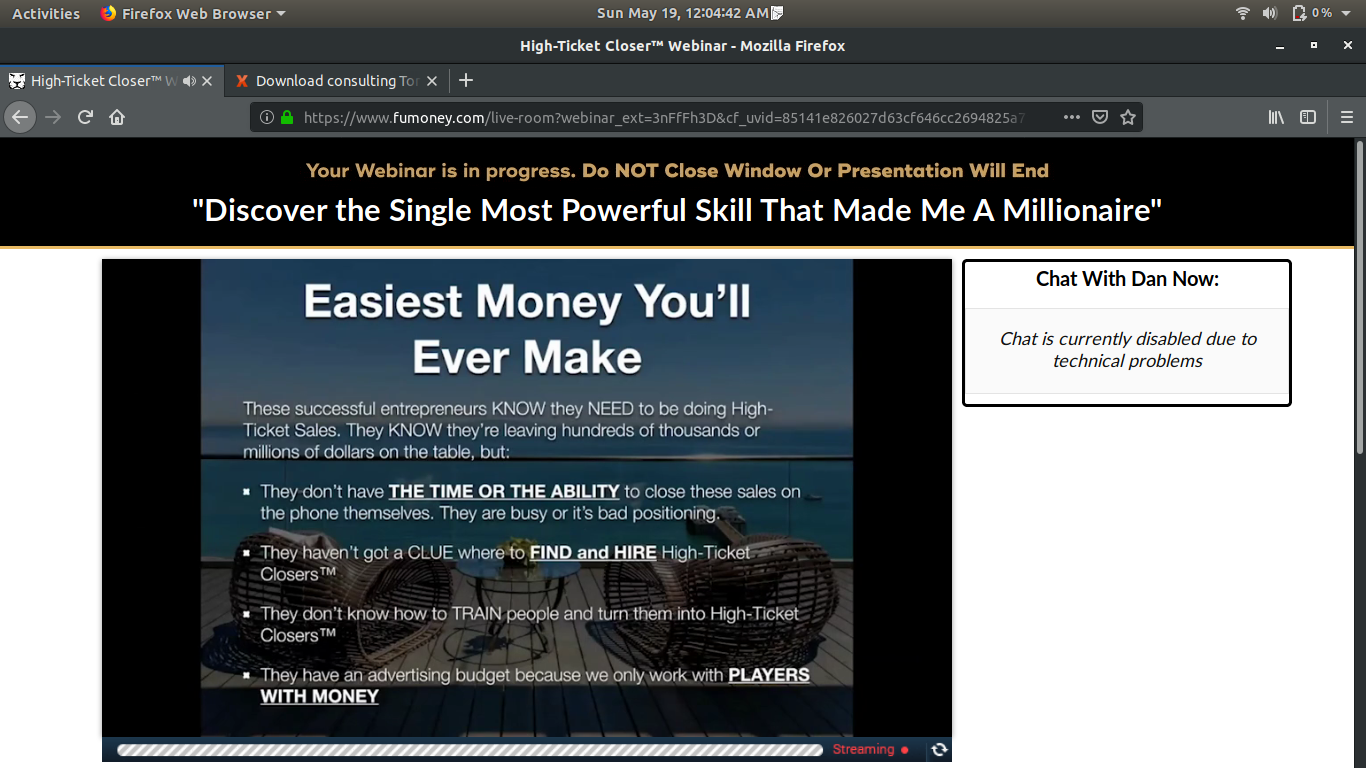 Activities Firefox Web Browser Sun May 19, 12:04:42 AM 0%
High-Ticket Closer™ Webinar - Mozilla Firefox
High-Ticket Closer™ W Download consulting Tor
https://www.fumoney.com/live-room?webinar_ext=3nFfFh3D&cf_uvid=85141e826027d63cf646cc2694825a7
Your Webinar is in progress. Do NOT Close Window Or Presentation Will End
"Discover the Single Most Powerful Skill That Made Me A Millionaire"
Easiest Money You'll
Ever Make
These successful entrepreneurs KNOW they NEED to be doing High-
Ticket Sales. They KNOW they're leaving hundreds of thousands or
millions of dollars on the table, but:
They don't have THE TIME OR THE ABILITY to close these sales on
the phone themselves. They are busy or it's bad positioning.
They haven't got a CLUE where to FIND and HIRE High-Ticket
Closers™
They don't know how to TRAIN people and turn them into High-Ticket
Closers™
They have an advertising budget because we only work with PLAYERS
WITH MONEY
Streaming
Chat With Dan Now:
Chat is currently disabled due to
technical problems